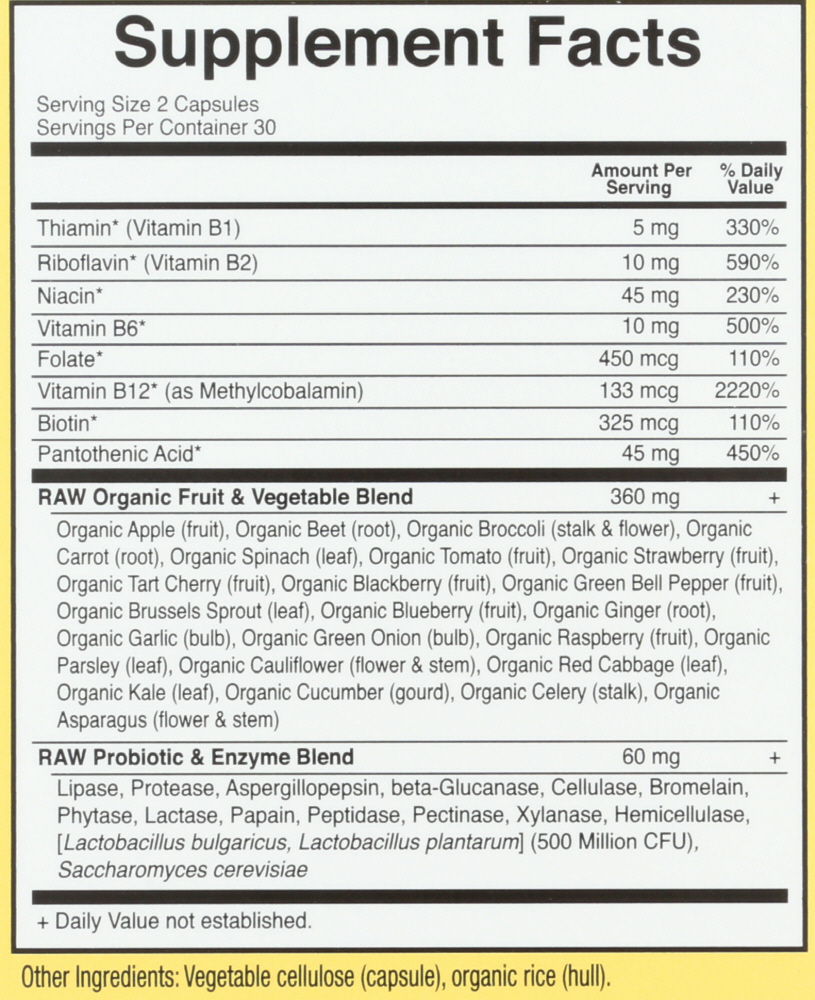 Supplement Facts
Serving Size 2 Capsules
Servings Per Container 30
Amount Per Serving % Daily Value
Thiamin* (Vitamin B1) 5 mg 330%
Riboflavin* (Vitamin B2) 10 mg 590%
Niacin* 45 mg 230%
Vitamin B6* 10 mg 500%
Folate* 450 mcg 110%
Vitamin B12* (as Methylcobalamin) 133 mcg 2220%
Biotin* 325 mcg 110%
Pantothenic Acid* 45 mg 450%
RAW Organic Fruit & Vegetable Blend 360 mg +
Organic Apple (fruit), Organic Beet (root), Organic Broccoli (stalk & flower), Organic
Carrot (root), Organic Spinach (leaf), Organic Tomato (fruit), Organic Strawberry (fruit),
Organic Tart Cherry (fruit), Organic Blackberry (fruit), Organic Green Bell Pepper (fruit),
Organic Brussels Sprout (leaf), Organic Blueberry (fruit), Organic Ginger (root),
Organic Garlic (bulb), Organic Green Onion (bulb), Organic Raspberry (fruit), Organic
Parsley (leaf), Organic Cauliflower (flower & stem), Organic Red Cabbage (leaf),
Organic Kale (leaf), Organic Cucumber (gourd), Organic Celery (stalk), Organic
Asparagus (flower & stem)
RAW Probiotic & Enzyme Blend 60 mg +
Lipase, Protease, Aspergillopepsin, beta-Glucanase, Cellulase, Bromelain,
Phytase, Lactase, Papain, Peptidase, Pectinase, Xylanase, Hemicellulase,
[Lactobacillus bulgaricus, Lactobacillus plantarum] (500 Million CFU),
Saccharomyces cerevisiae
+ Daily Value not established.
Other Ingredients: Vegetable cellulose (capsule), organic rice (hull).